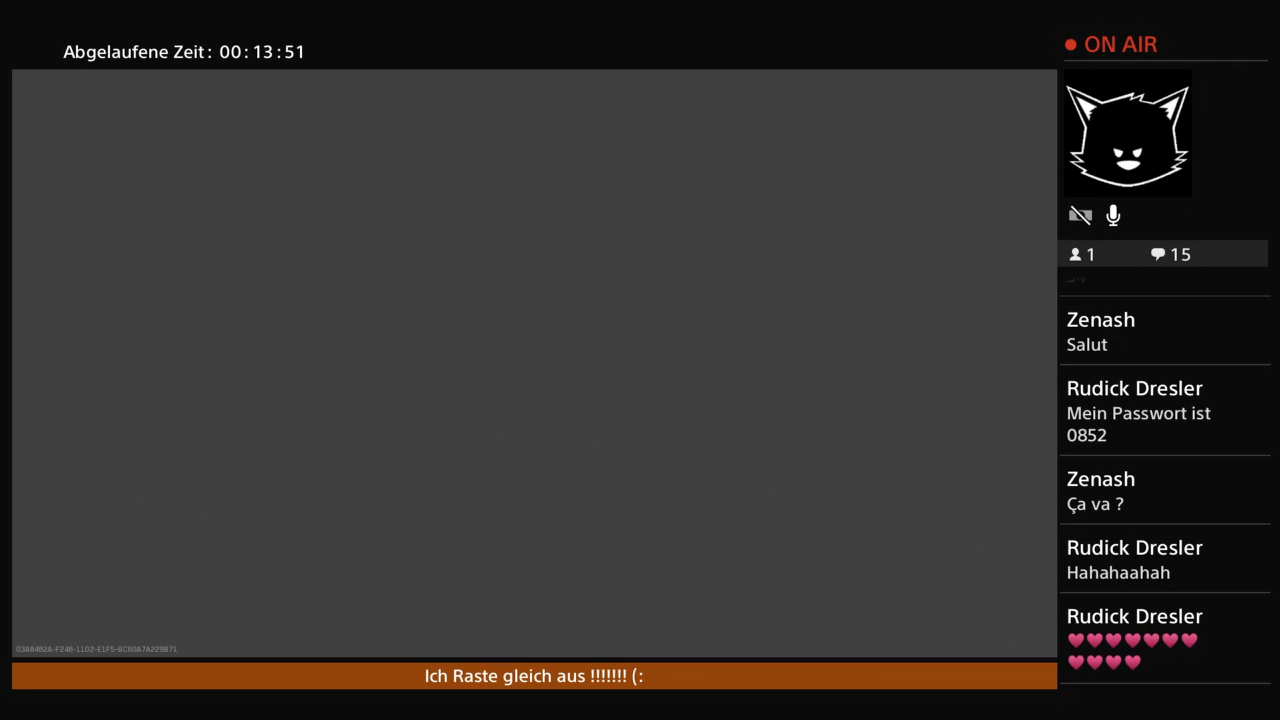 Abgelaufene Zeit: 00:13:51
ON AIR
1
15
Zenash
Salut
Rudick Dresler
Mein Passwort ist
0852
Zenash
Ça va ?
Rudick Dresler
Hahahaahah
Rudick Dresler
💗💗💗💗💗💗💗
💗💗💗💗
Ich Raste gleich aus !!!!!!! (: